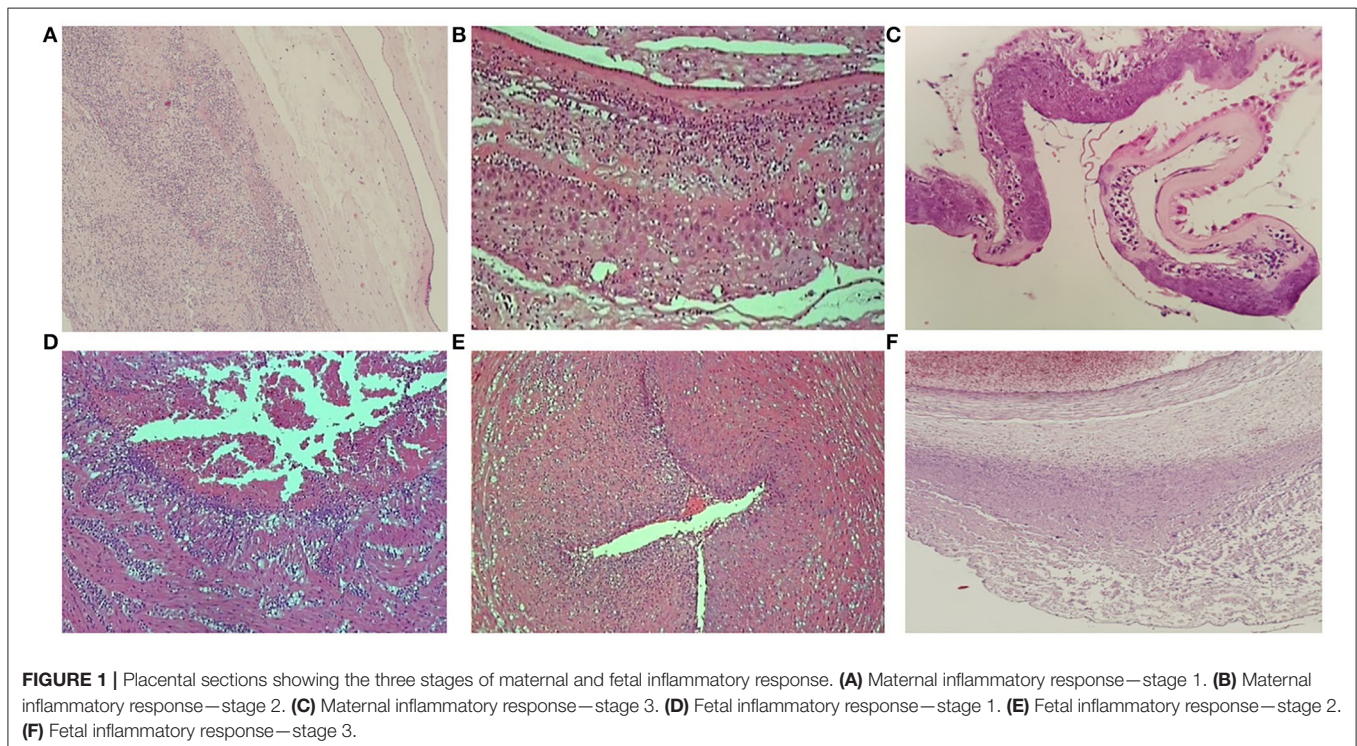 A
B
C
D
E
F
FIGURE 1 | Placental sections showing the three stages of maternal and fetal inflammatory response. (A) Maternal inflammatory response—stage 1. (B) Maternal
inflammatory response—stage 2. (C) Maternal inflammatory response—stage 3. (D) Fetal inflammatory response—stage 1. (E) Fetal inflammatory response—stage 2.
(F) Fetal inflammatory response—stage 3.